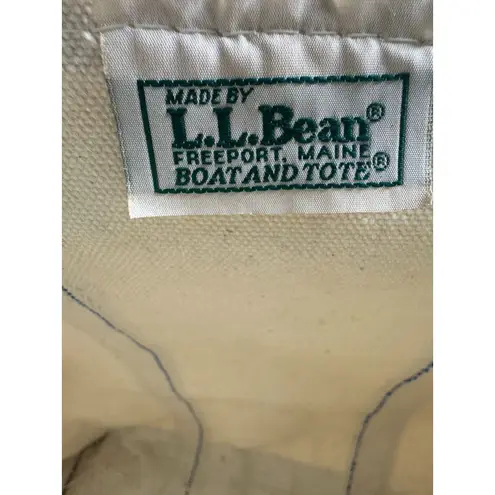 MADE BY
L.L.Bean®
FREEPORT, MAINE
BOAT AND TOTE®